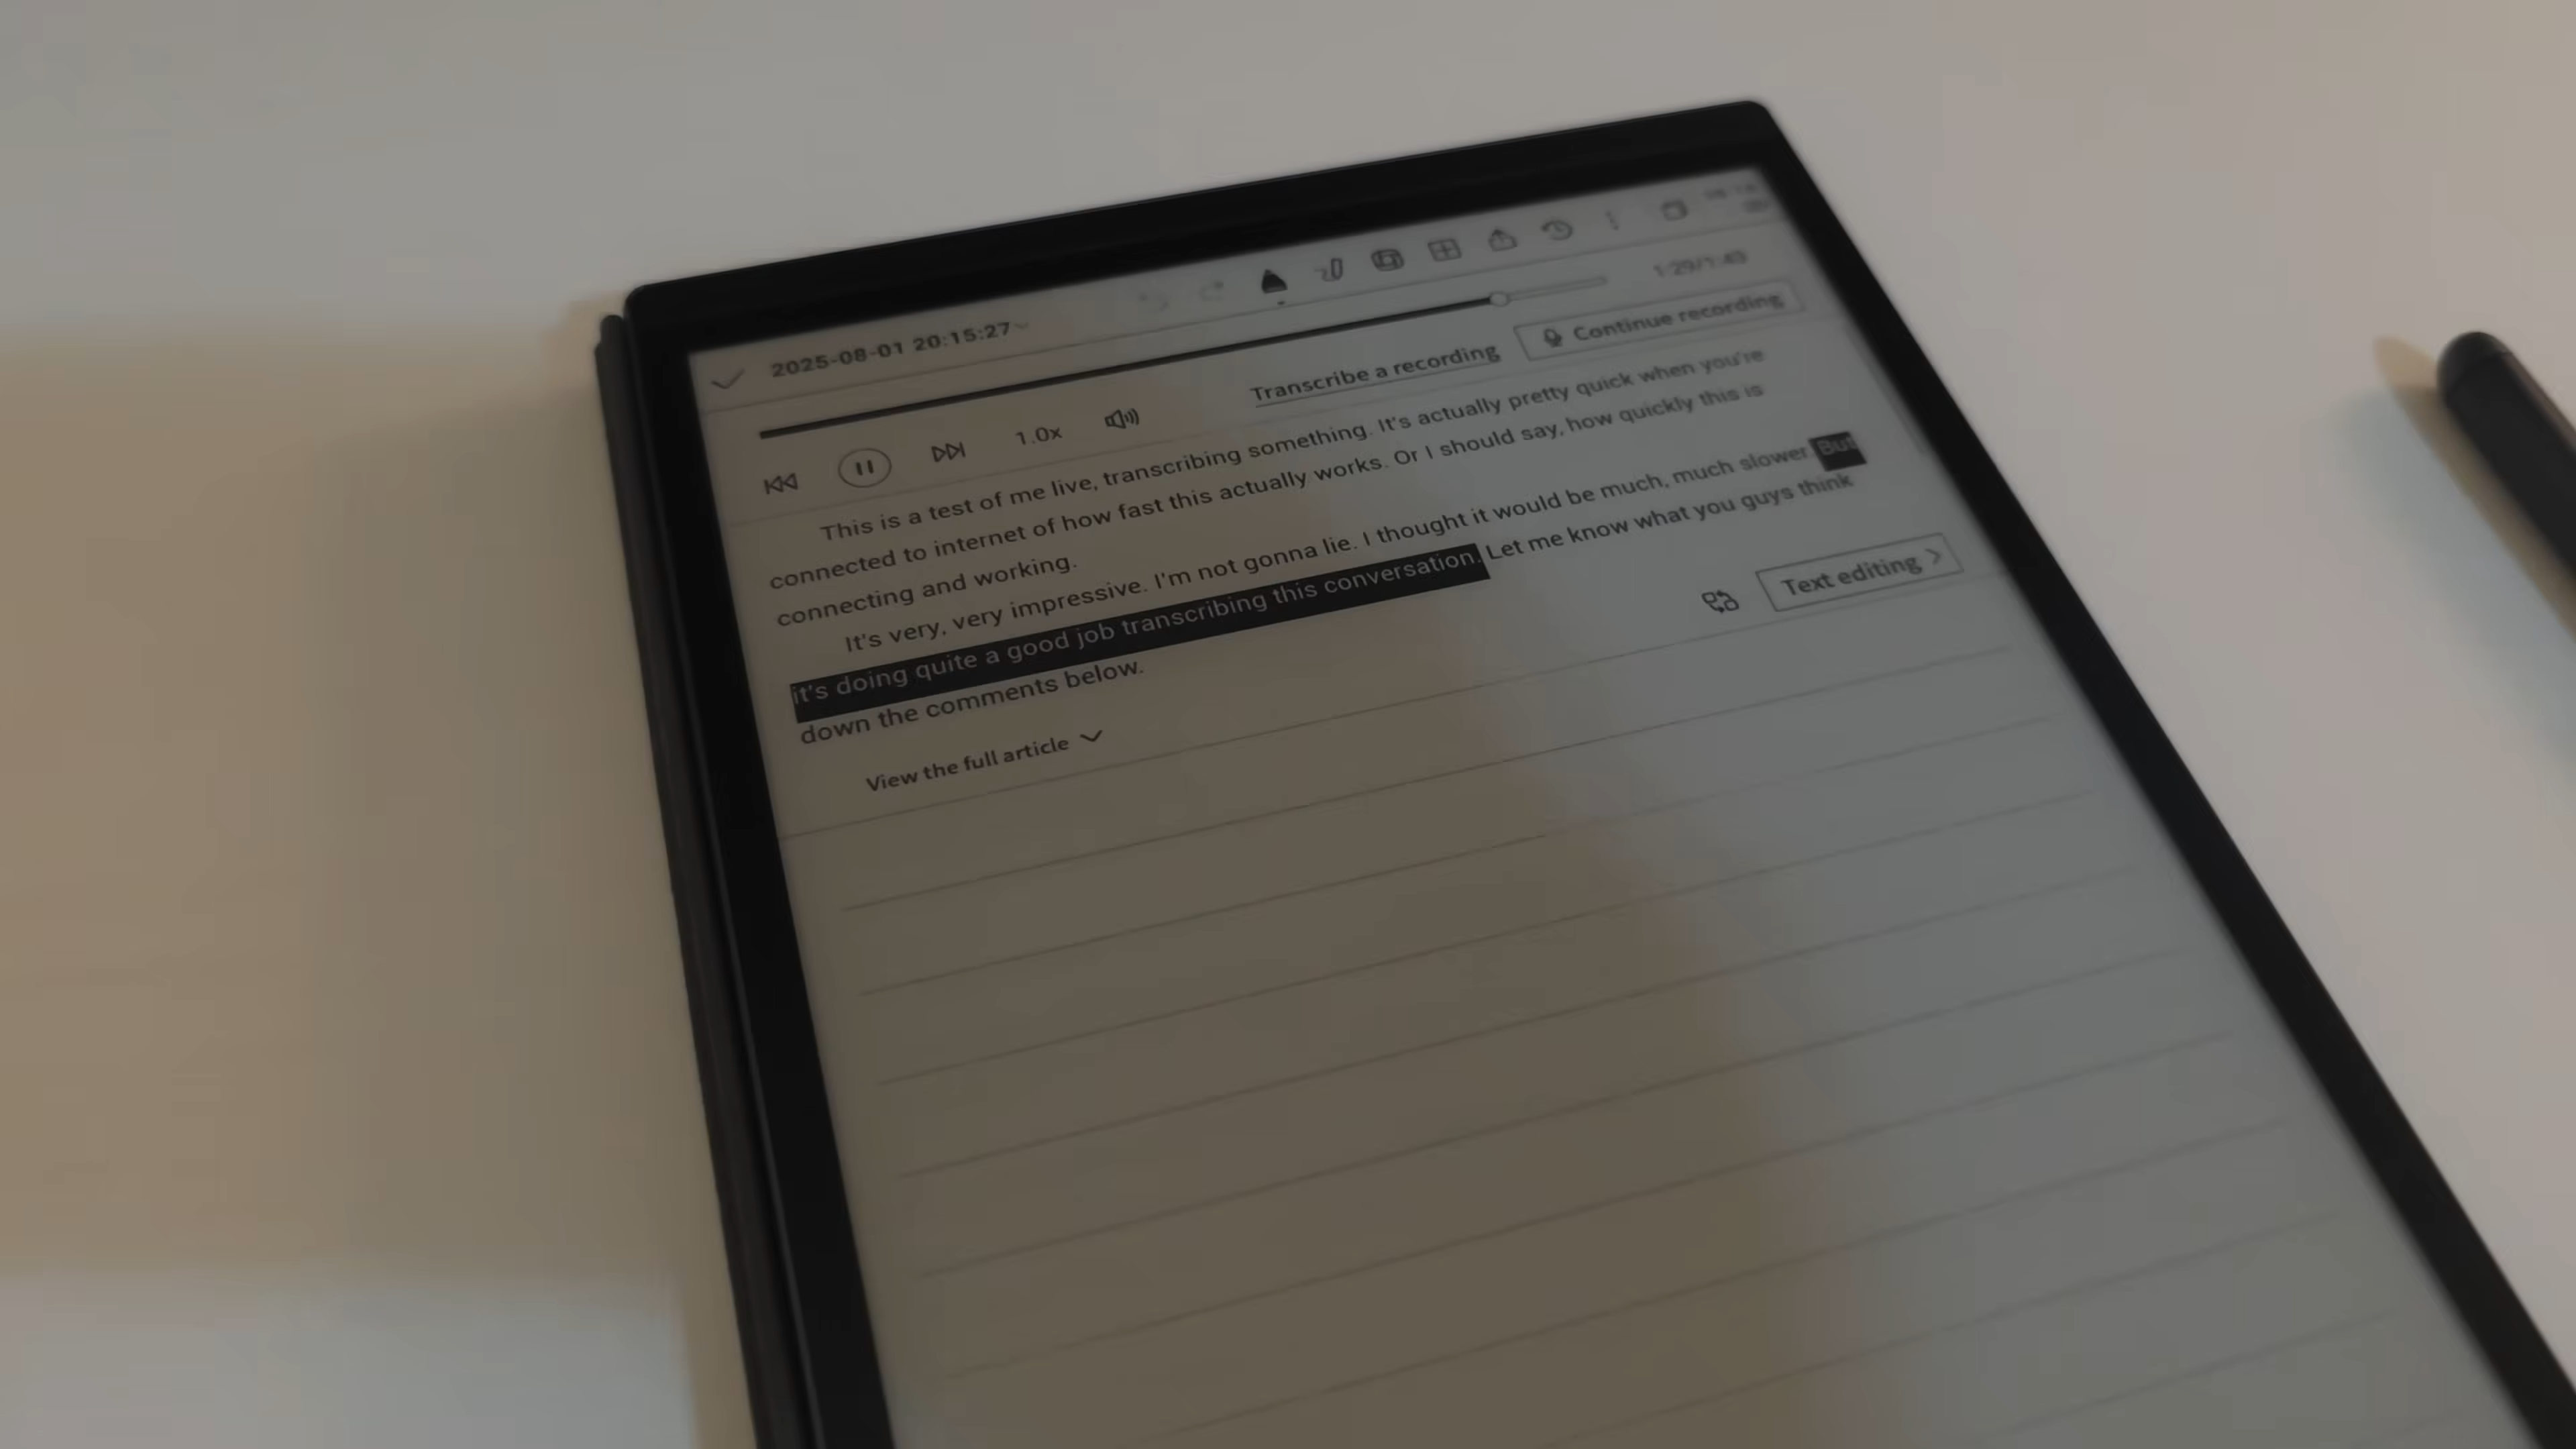 2025-08-01 20:15:27
1:29/1:43
1.0x
Transcribe a recording
Continue recording
This is a test of me live, transcribing something. It's actually pretty quick when you're
connected to internet of how fast this actually works. Or I should say, how quickly this is
connecting and working.
It's very, very impressive. I'm not gonna lie. I thought it would be much, much slower. But
it's doing quite a good job transcribing this conversation. Let me know what you guys think
down the comments below.
Text editing
View the full article